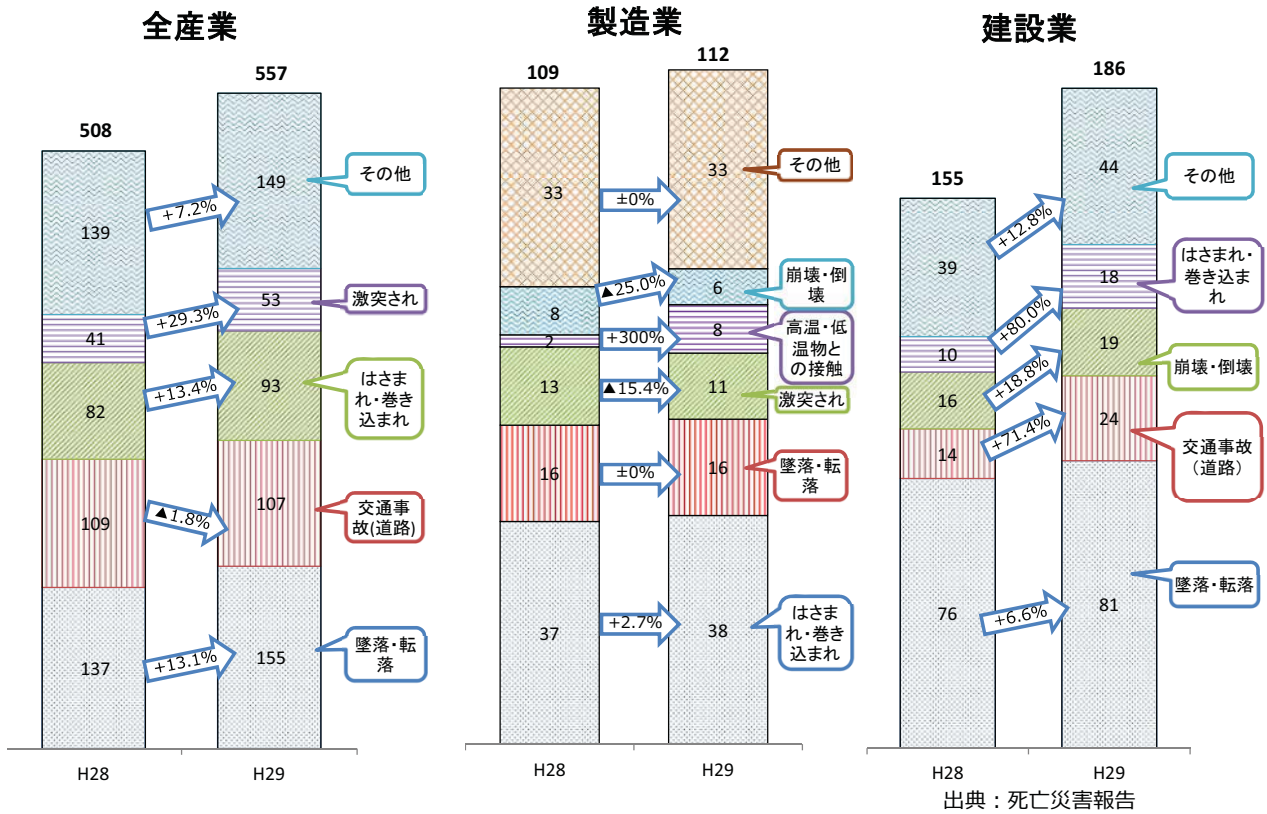 全産業
508
557
139
41
82
109
137
+7.2%
+29.3%
+13.4%
▲1.8%
+13.1%
149
53
93
107
155
その他
激突され
はさま
れ・巻き
込まれ
交通事
故(道路)
墜落・転
落
H28
H29
製造業
109
112
33
8
2
13
16
37
±0%
▲25.0%
+300%
▲15.4%
±0%
+2.7%
33
6
8
11
16
38
その他
崩壊・倒
壊
高温・低
温物と
の接触
激突され
墜落・転
落
はさま
れ・巻き
込まれ
H28
H29
建設業
155
186
39
10
16
14
76
+12.8%
+80.0%
+18.8%
+71.4%
+6.6%
44
18
19
24
81
その他
はさまれ・
巻き込ま
れ
崩壊・倒壊
交通事故
（道路）
墜落・転落
H28
H29
出典：死亡災害報告